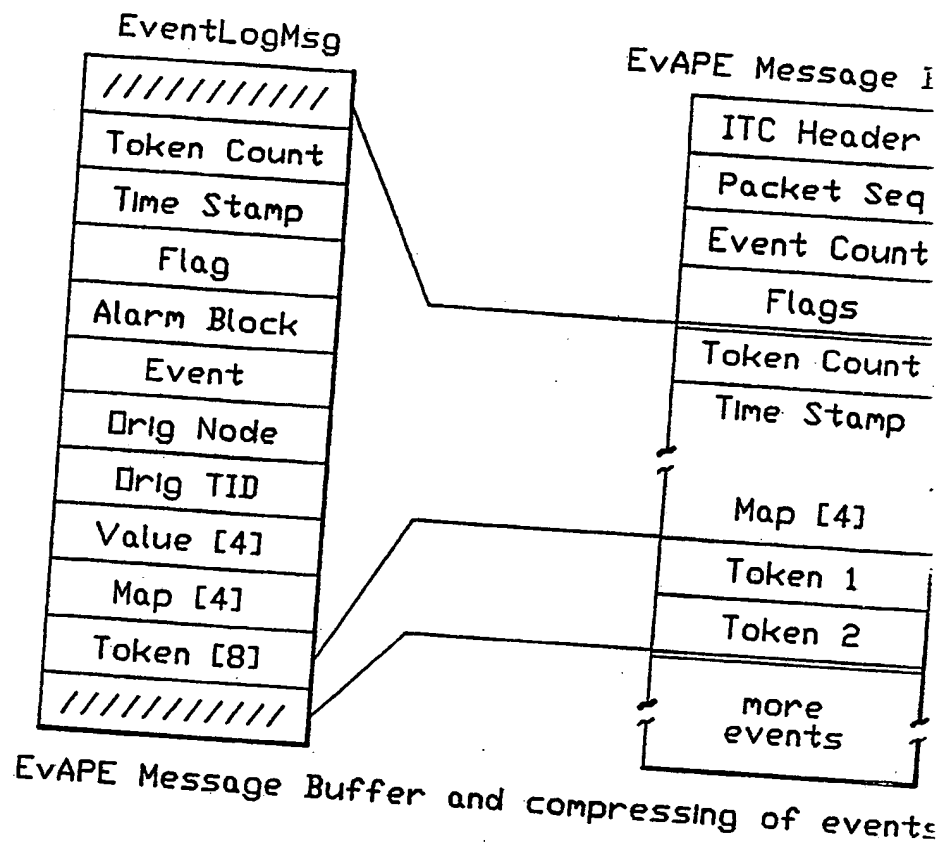 EventLogMsg
///////////
Token Count
Time Stamp
Flag
Alarm Block
Event
Orig Node
Orig TID
Value [4]
Map [4]
Token [8]
///////////
EvAPE Message
ITC Header
Packet Seq
Event Count
Flags
Token Count
Time Stamp
Map [4]
Token 1
Token 2
more
events
EvAPE Message Buffer and compressing of events